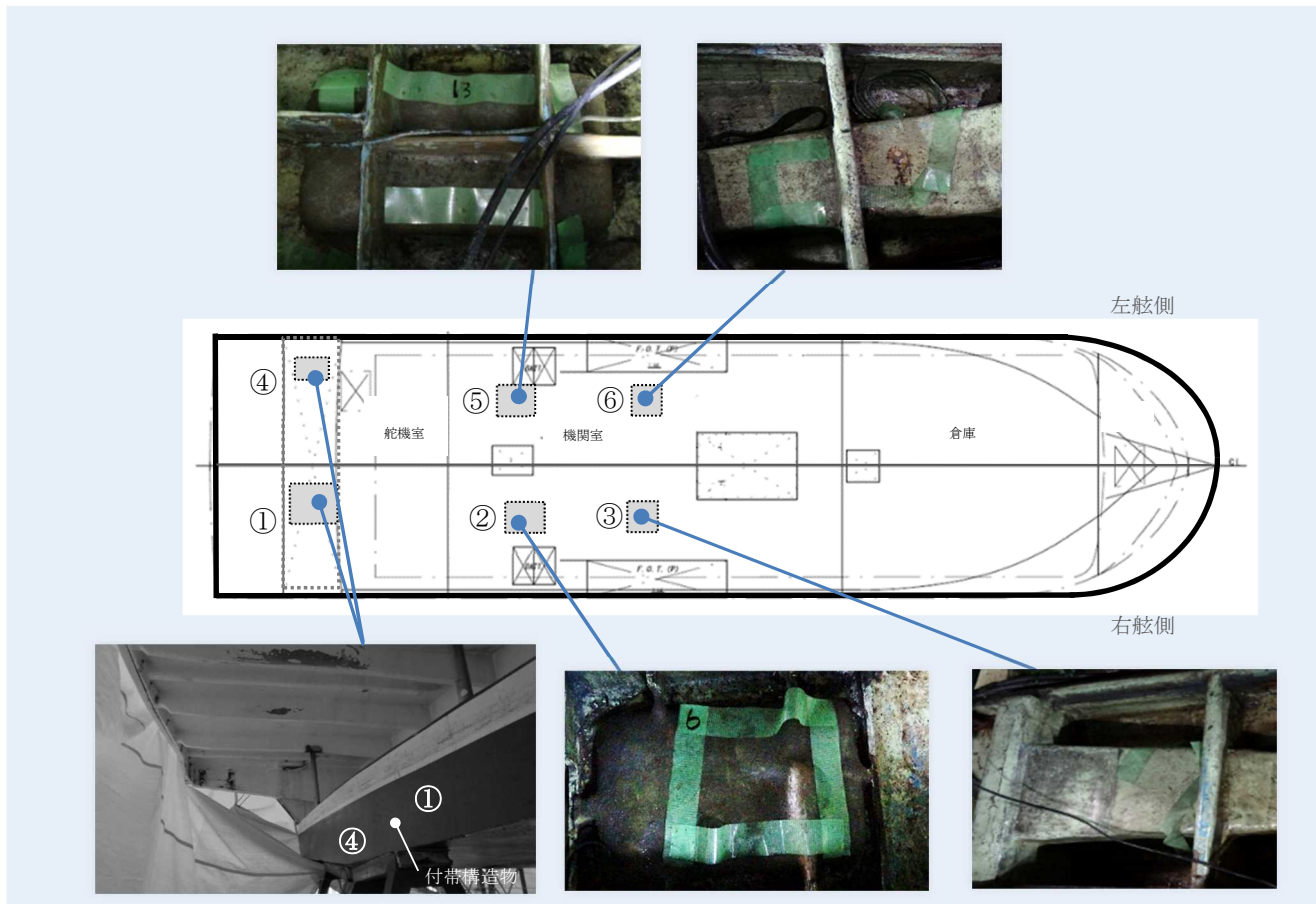 13
左舷側
F.O.T.(P)
④
BATT
⑤
⑥
舵機室
機関室
倉庫
①
②
③
F.O.T.(P)
右舷側
6
①
④
付帯構造物